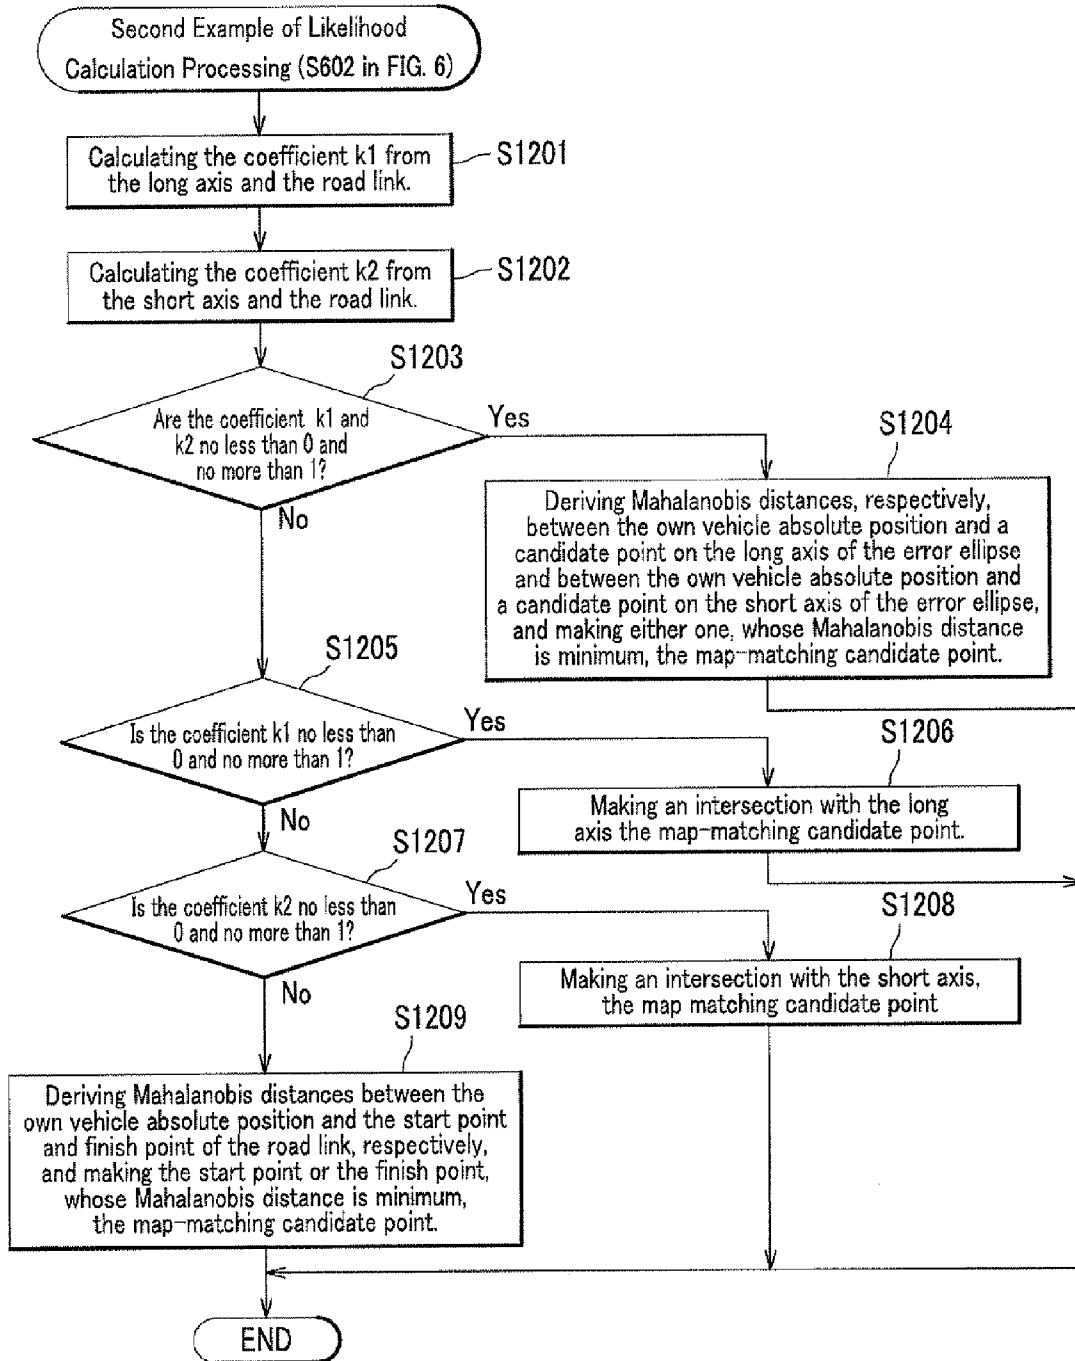 Second Example of Likelihood
Calculation Processing (S602 in FIG. 6)
Calculating the coefficient k1 from
the long axis and the road link.
S1201
Calculating the coefficient k2 from
the short axis and the road link.
S1202
S1203
Are the coefficient k1 and
k2 no less than 0 and
no more than 1?
Yes
No
S1204
Deriving Mahalanobis distances, respectively,
between the own vehicle absolute position and a
candidate point on the long axis of the error ellipse
and between the own vehicle absolute position and
a candidate point on the short axis of the error ellipse,
and making either one, whose Mahalanobis distance
is minimum, the map-matching candidate point.
S1205
Is the coefficient k1 no less than
0 and no more than 1?
Yes
No
S1206
Making an intersection with the long
axis the map-matching candidate point.
S1207
Is the coefficient k2 no less than
0 and no more than 1?
Yes
No
S1208
Making an intersection with the short axis,
the map matching candidate point
S1209
Deriving Mahalanobis distances between the
own vehicle absolute position and the start point
and finish point of the road link, respectively,
and making the start point or the finish point,
whose Mahalanobis distance is minimum,
the map-matching candidate point.
END